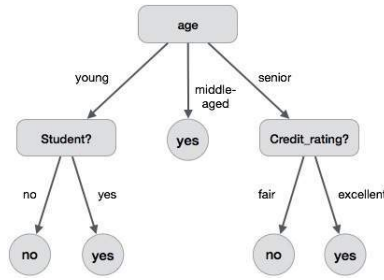 age
young
middle-
aged
senior
Student?
yes
Credit_rating?
no
yes
fair
excellent
no
yes
no
yes